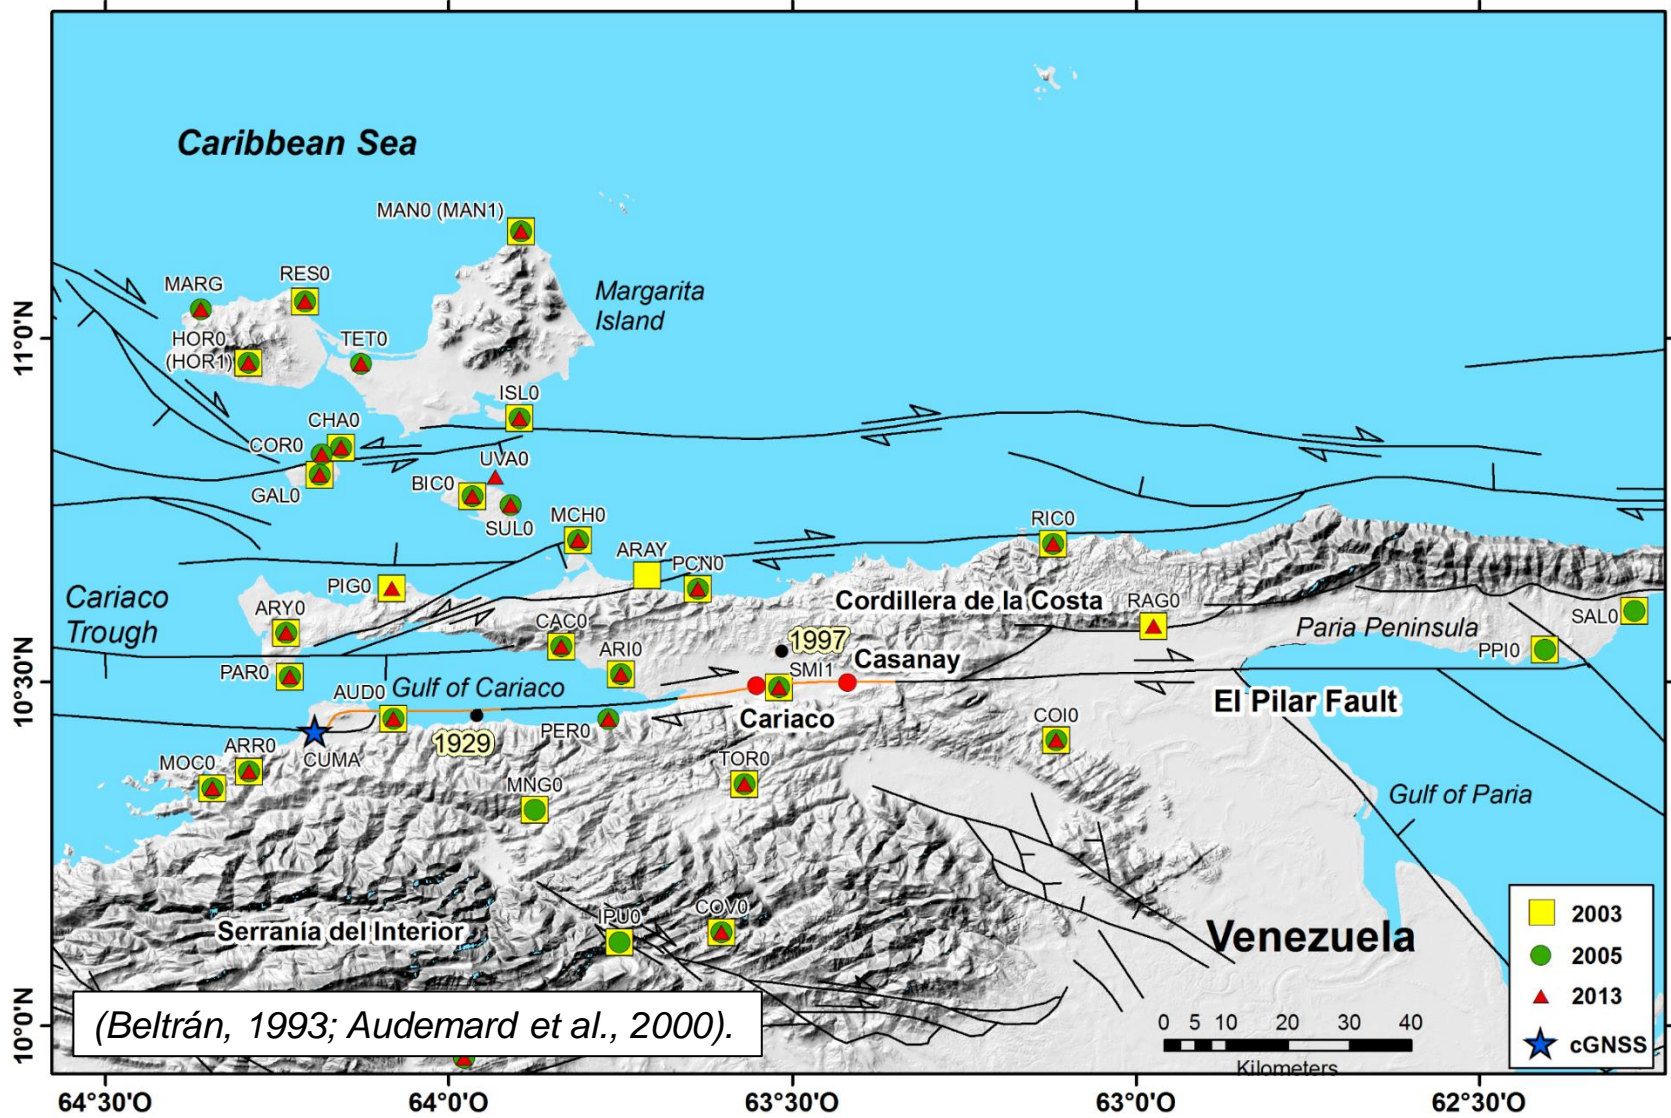 Caribbean Sea
MAN0 (MAN1)
MARG
RES0
Margarita
Island
HOR0
(HOR1)
TET0
11°0'N
ISL0
CHA0
COR0
GAL0
UVA0
BIC0
SUL0
MCH0
RIC0
ARAY
PCN0
PIG0
Cariaco
Trough
ARY0
CAC0
Cordillera de la Costa
RAG0
SAL0
Paria Peninsula
PPI0
1997
ARI0
SMI1
Casanay
10°30'N
PAR0
AUD0
Gulf of Cariaco
El Pilar Fault
Cariaco
PER0
1929
COI0
CUMA
ARR0
MOC0
TOR0
MNG0
Gulf of Paria
COV0
IPU0
Serranía del Interior
Venezuela
2003
2005
2013
cGNSS
(Beltrán, 1993; Audemard et al., 2000).
0 5 10 20 30 40
Kilometers
10°0'N
64°30'O
64°0'O
63°30'O
63°0'O
62°30'O